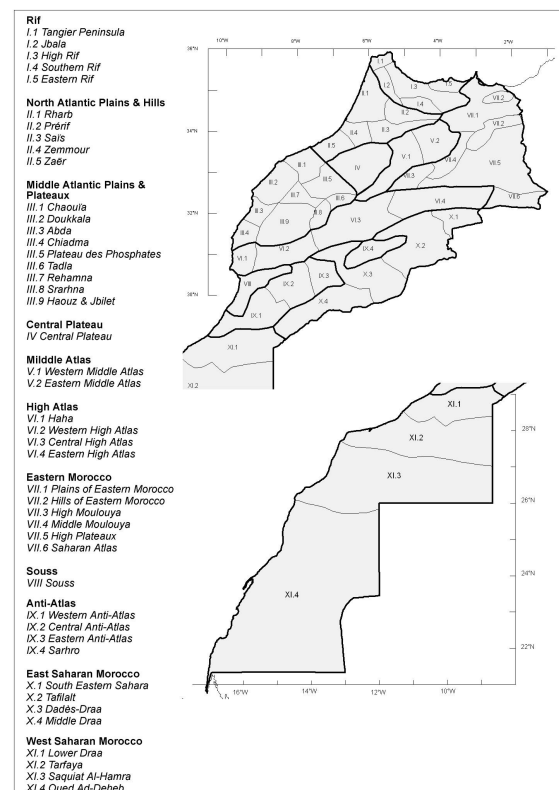 Rif
I.1 Tangier Peninsula
I.2 Jbala
I.3 High Rif
I.4 Southern Rif
I.5 Eastern Rif
North Atlantic Plains & Hills
II.1 Rharb
II.2 Prérif
II.3 Saïs
II.4 Zemmour
II.5 Zaër
Middle Atlantic Plains &
Plateaux
III.1 Chaouïa
III.2 Doukkala
III.3 Abda
III.4 Chiadma
III.5 Plateau des Phosphates
III.6 Tadla
III.7 Rehamna
III.8 Srarhna
III.9 Haouz & Jbilet
Central Plateau
IV Central Plateau
Milddle Atlas
V.1 Western Middle Atlas
V.2 Eastern Middle Atlas
High Atlas
VI.1 Haha
VI.2 Western High Atlas
VI.3 Central High Atlas
VI.4 Eastern High Atlas
Eastern Morocco
VII.1 Plains of Eastern Morocco
VII.2 Hills of Eastern Morocco
VII.3 High Moulouya
VII.4 Middle Moulouya
VII.5 High Plateaux
VII.6 Saharan Atlas
Souss
VIII Souss
Anti-Atlas
IX.1 Western Anti-Atlas
IX.2 Central Anti-Atlas
IX.3 Eastern Anti-Atlas
IX.4 Sarhro
East Saharan Morocco
X.1 South Eastern Sahara
X.2 Tafilalt
X.3 Dadès-Draa
X.4 Middle Draa
West Saharan Morocco
XI.1 Lower Draa
XI.2 Tarfaya
XI.3 Saquiat Al-Hamra
XI.4 Oued Ad-Deheb
10°W 8°W 6°W 4°W 2°W
36°N
I.1
I.2 I.3 I.5
II.1 I.4
II.2 VII.1 VII.2
34°N
II.4 II.3 V.2 VII.2
II.5
III.1 IV V.1 VII.4 VII.5
III.2 III.5 VII.3
III.7 III.6 VI.4 VII.6
32°N
III.3 III.8 VI.3 X.1
III.4 III.9
VI.2 IX.4 X.2
VI.1 IX.3 X.3
30°N
VIII IX.2 X.4
IX.1
XI.1
XI.2
XI.1
XI.2
28°N
XI.3
26°N
24°N
XI.4
22°N
16°W 14°W 12°W 10°W